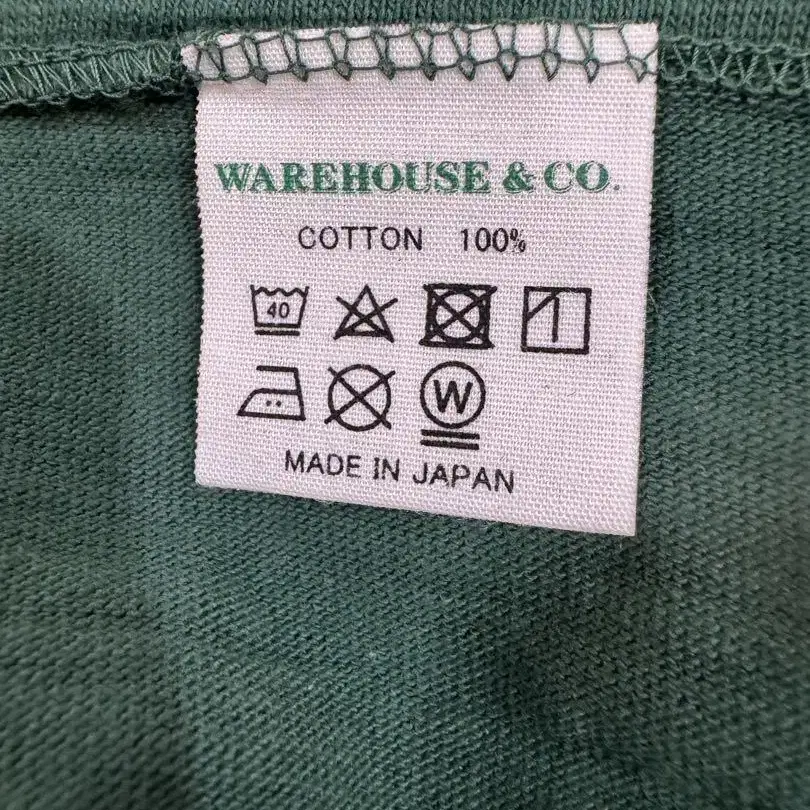 WAREHOUSE & CO.
COTTON 100%
40
W
MADE IN JAPAN